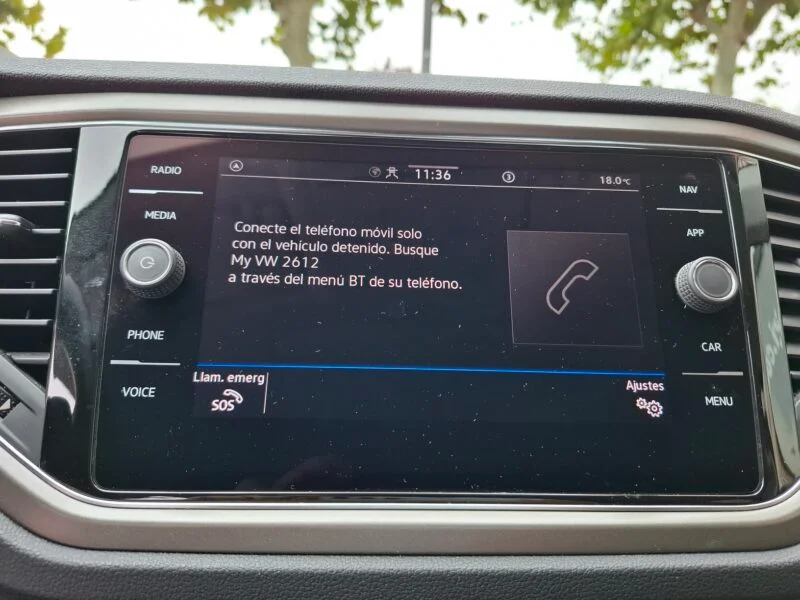 RADIO
MEDIA
PHONE
VOICE
11:36
3
18.0°C
Conecte el teléfono móvil solo
con el vehículo detenido. Busque
My VW 2612
a través del menú BT de su teléfono.
Llam. emerg
SOS
Ajustes
NAV
APP
CAR
MENU